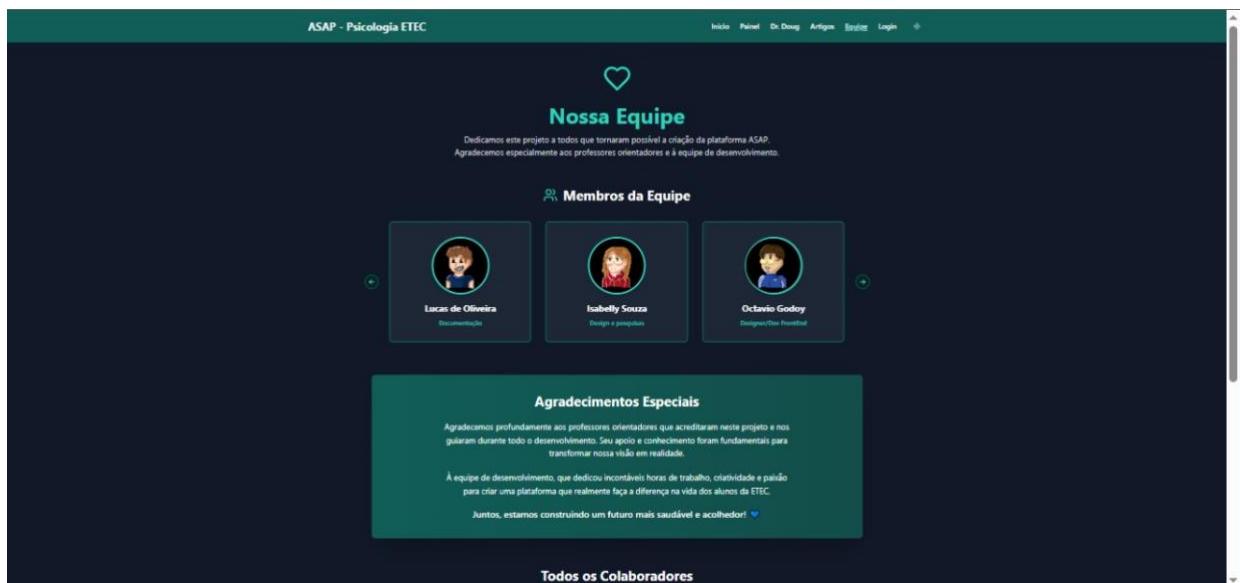 ASAP - Psicologia ETEC
Início Painel Dr. Doug Artigos Equipe Login
Nossa Equipe
Dedicamos este projeto a todos que tornaram possível a criação da plataforma ASAP.
Agradecemos especialmente aos professores orientadores e à equipe de desenvolvimento.
Membros da Equipe
Lucas de Oliveira
Documentação
Isabelly Souza
Design e pesquisas
Octavio Godoy
Designer/Dev FrontEnd
Agradecimentos Especiais
Agradecemos profundamente aos professores orientadores que acreditaram neste projeto e nos
guiaram durante todo o desenvolvimento. Seu apoio e conhecimento foram fundamentais para
transformar nossa visão em realidade.
À equipe de desenvolvimento, que dedicou incontáveis horas de trabalho, criatividade e paixão
para criar uma plataforma que realmente faça a diferença na vida dos alunos da ETEC.
Juntos, estamos construindo um futuro mais saudável e acolhedor! 💙
Todos os Colaboradores